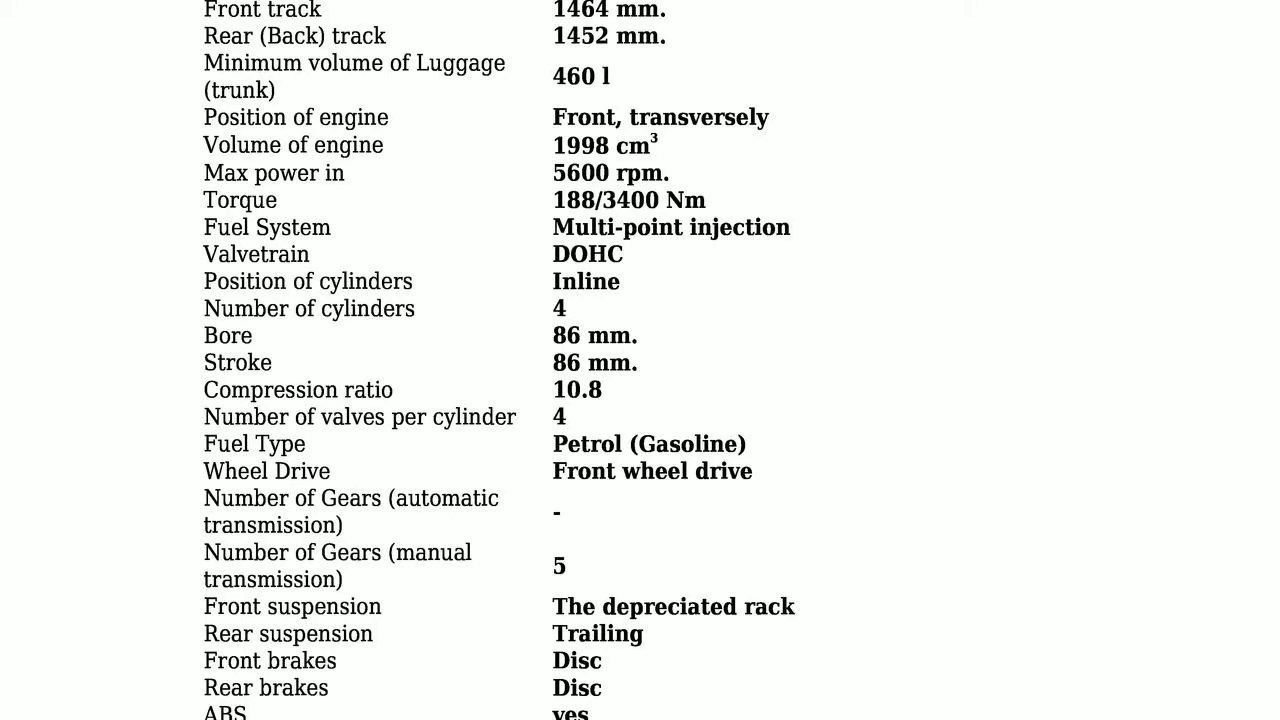 Front track 1464 mm.
Rear (Back) track 1452 mm.
Minimum volume of Luggage
(trunk) 460 l
Position of engine Front, transversely
Volume of engine 1998 cm³
Max power in 5600 rpm.
Torque 188/3400 Nm
Fuel System Multi-point injection
Valvetrain DOHC
Position of cylinders Inline
Number of cylinders 4
Bore 86 mm.
Stroke 86 mm.
Compression ratio 10.8
Number of valves per cylinder 4
Fuel Type Petrol (Gasoline)
Wheel Drive Front wheel drive
Number of Gears (automatic
transmission) -
Number of Gears (manual
transmission) 5
Front suspension The depreciated rack
Rear suspension Trailing
Front brakes Disc
Rear brakes Disc
ABS yes